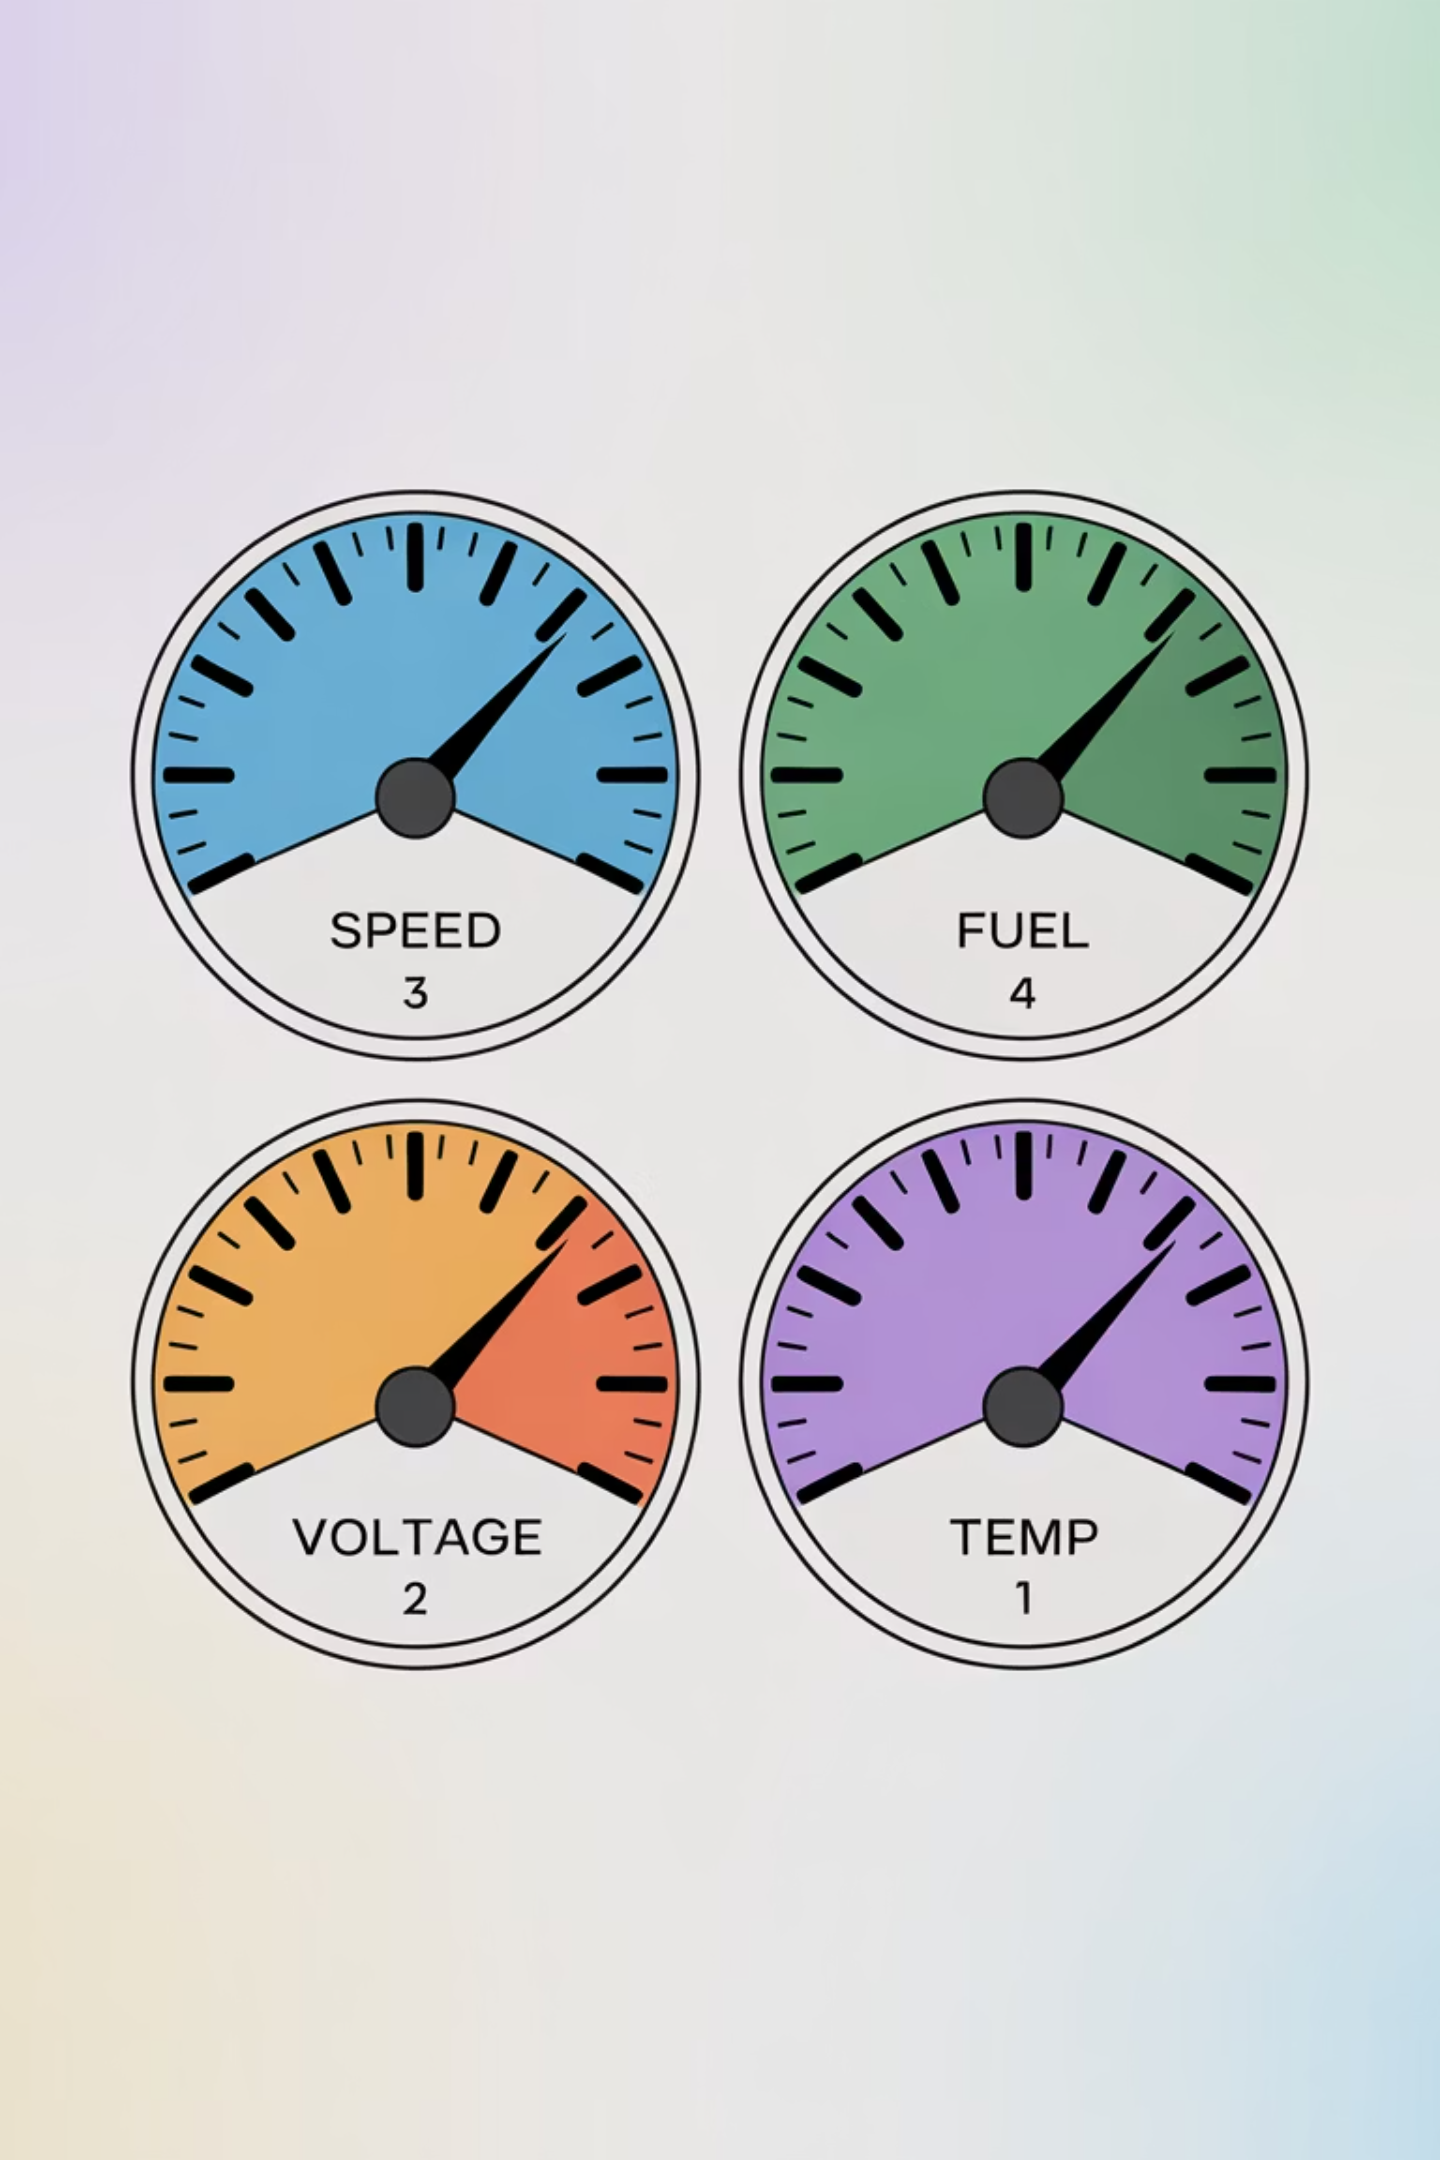 SPEED
3
FUEL
4
VOLTAGE
2
TEMP
1